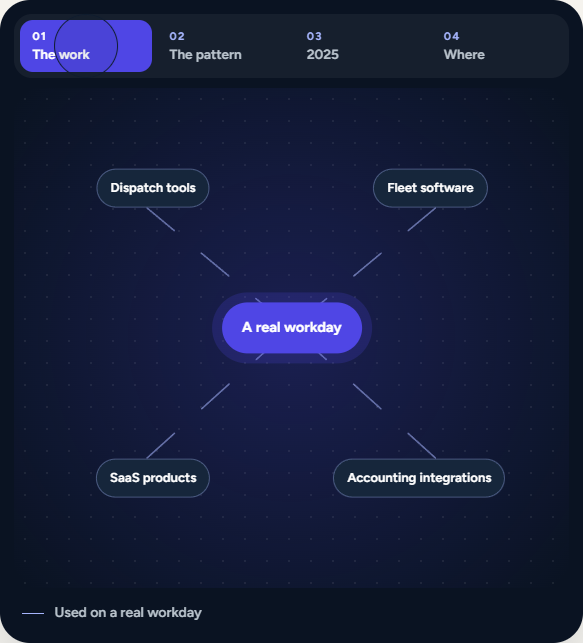 01
The work
02
The pattern
03
2025
04
Where
Dispatch tools
Fleet software
A real workday
SaaS products
Accounting integrations
Used on a real workday